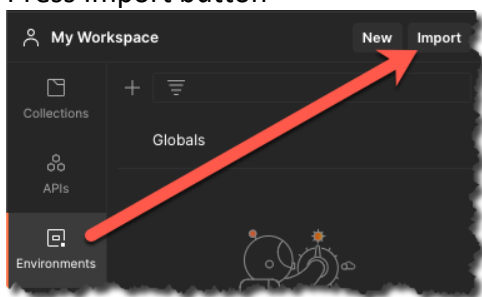 Press Import button
My Workspace
New
Import
Collections
Globals
APIs
Environments